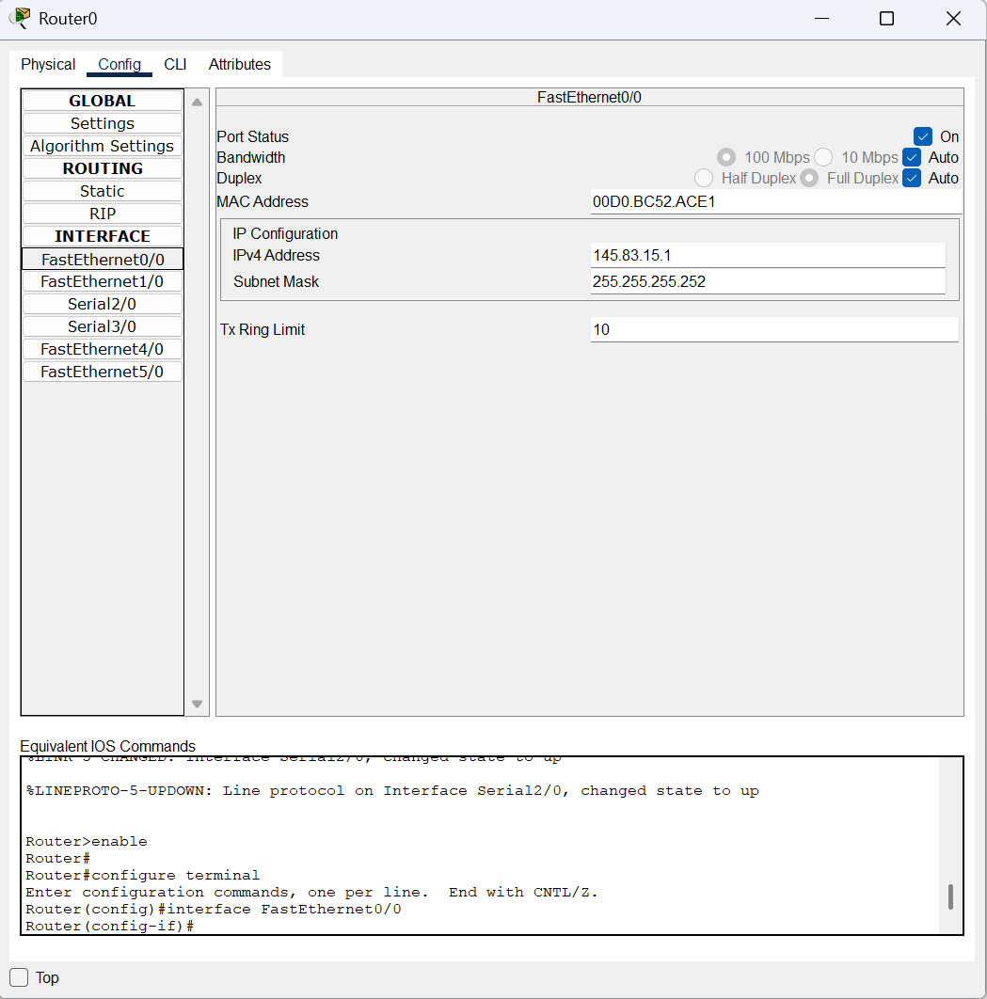 Router0
Physical Config CLI Attributes
GLOBAL
Settings
Algorithm Settings
ROUTING
Static
RIP
INTERFACE
FastEthernet0/0
FastEthernet1/0
Serial2/0
Serial3/0
FastEthernet4/0
FastEthernet5/0
FastEthernet0/0
Port Status On
Bandwidth 100 Mbps 10 Mbps Auto
Duplex Half Duplex Full Duplex Auto
MAC Address 00D0.BC52.ACE1
IP Configuration
IPv4 Address 145.83.15.1
Subnet Mask 255.255.255.252
Tx Ring Limit 10
Equivalent IOS Commands
%LINK-5-CHANGED: Interface Serial2/0, changed state to up
%LINEPROTO-5-UPDOWN: Line protocol on Interface Serial2/0, changed state to up
Router>enable
Router#
Router#configure terminal
Enter configuration commands, one per line. End with CNTL/Z.
Router(config)#interface FastEthernet0/0
Router(config-if)#
Top